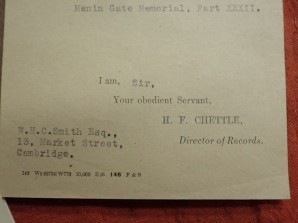 Menin Gate Memorial, Part XXXII.
I am, Sir,
Your obedient Servant,
H. F. CHETTLE,
Director of Records.
W.H.C.Smith Esq.,
13, Market Street,
Cambridge.